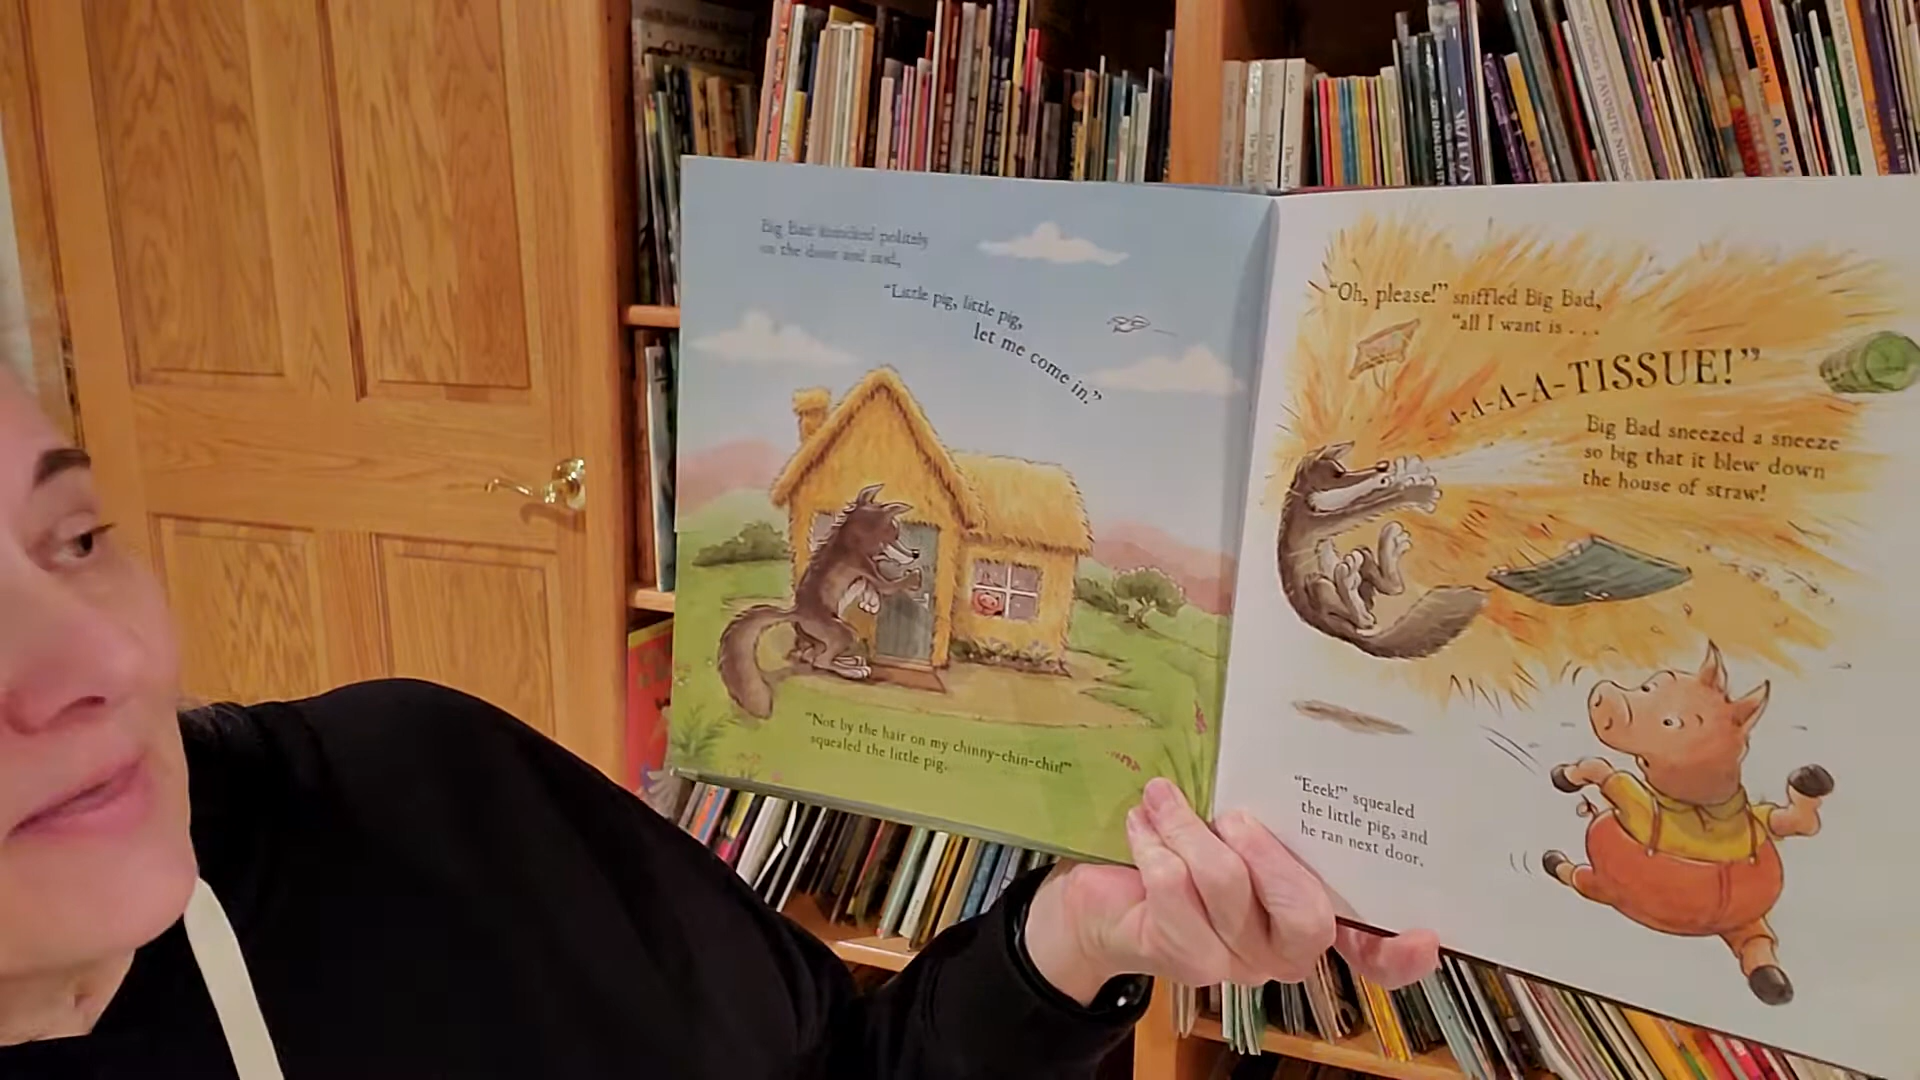 Big Bad knocked politely
on the door and said,
"Little pig, little pig,
let me come in."
"Not by the hair on my chinny-chin-chin!"
squealed the little pig.
"Oh, please!" sniffled Big Bad,
"all I want is . . .
A-A-A-A-TISSUE!"
Big Bad sneezed a sneeze
so big that it blew down
the house of straw!
"Eeek!" squealed
the little pig, and
he ran next door.